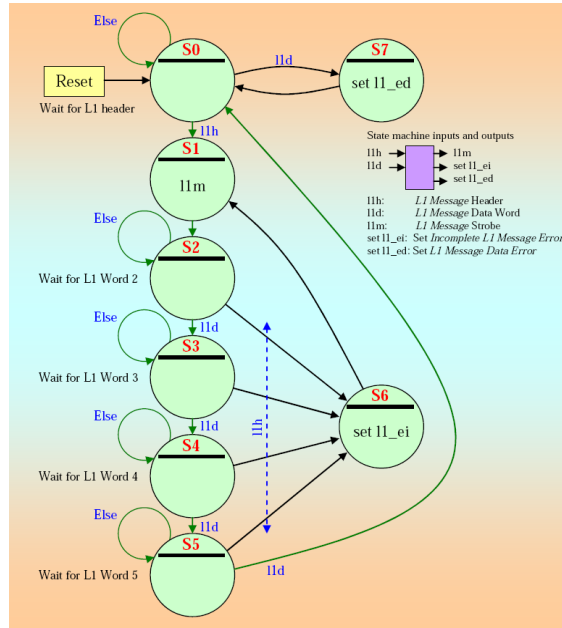 Else
S0
S7
l1d
Reset
set l1_ed
Wait for L1 header
l1h
S1
l1m
State machine inputs and outputs
l1h
l1m
l1d
set l1_ei
set l1_ed
l1h: L1 Message Header
l1d: L1 Message Data Word
l1m: L1 Message Strobe
set l1_ei: Set Incomplete L1 Message Error
set l1_ed: Set L1 Message Data Error
Else
S2
Wait for L1 Word 2
Else
l1d
S3
Wait for L1 Word 3
l1h
S6
set l1_ei
Else
l1d
S4
Wait for L1 Word 4
Else
l1d
S5
Wait for L1 Word 5
l1d